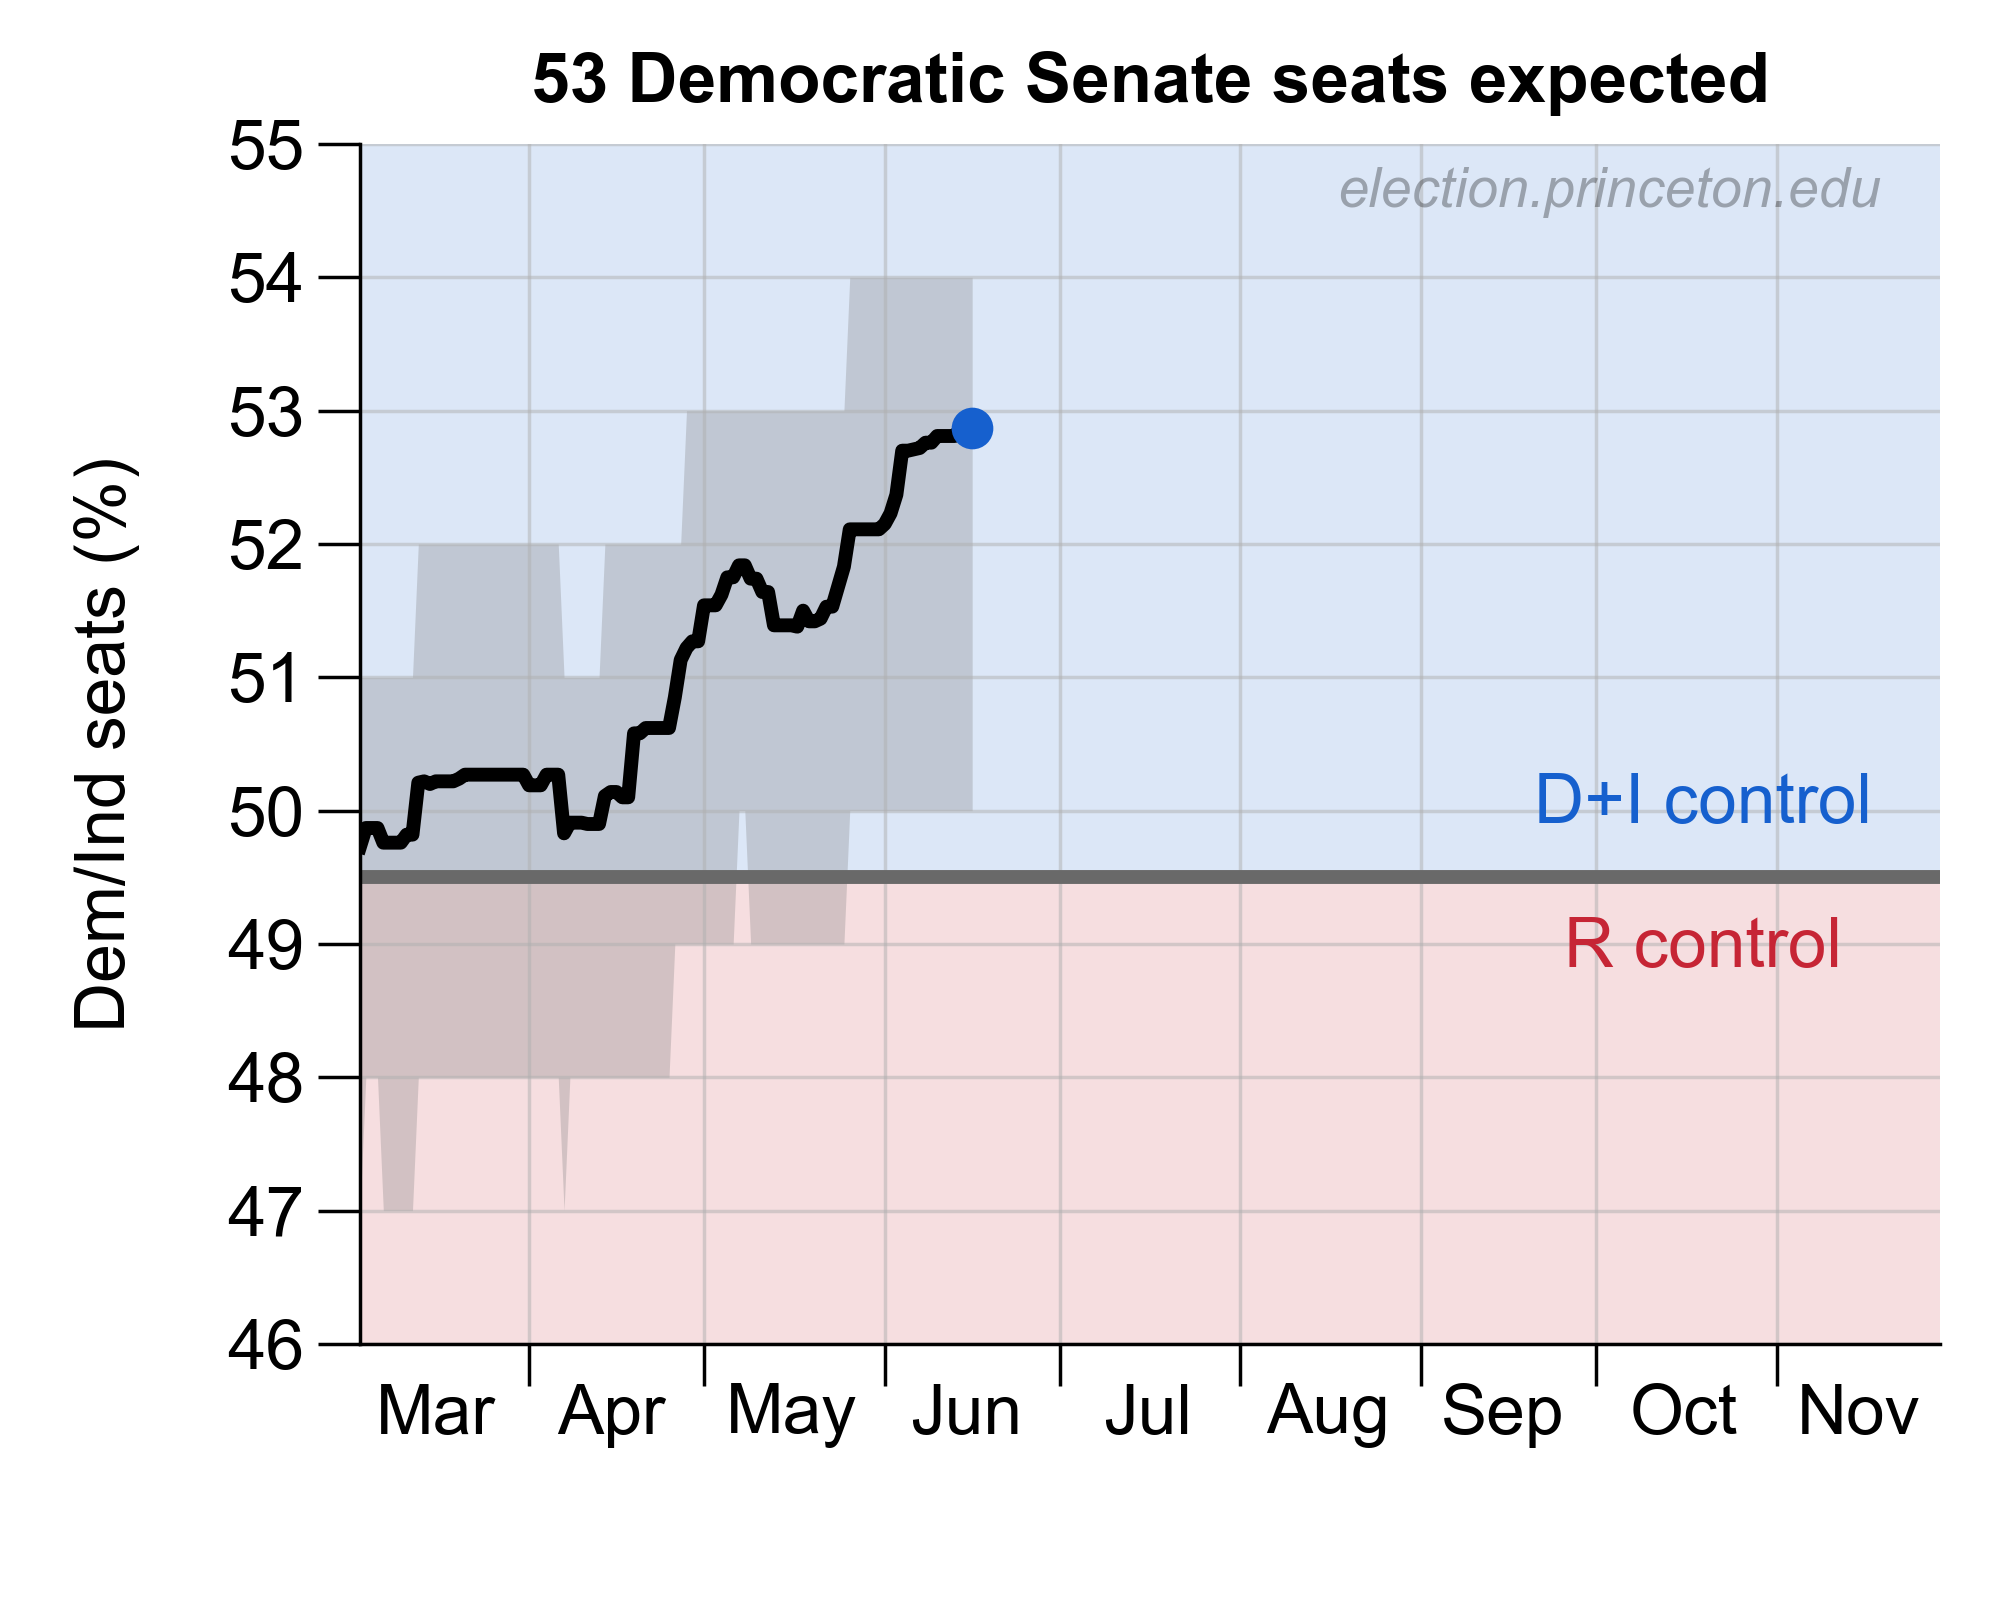 53 Democratic Senate seats expected
election.princeton.edu
Dem/Ind seats (%)
55
54
53
52
51
50
49
48
47
46
D+I control
R control
Mar Apr May Jun Jul Aug Sep Oct Nov